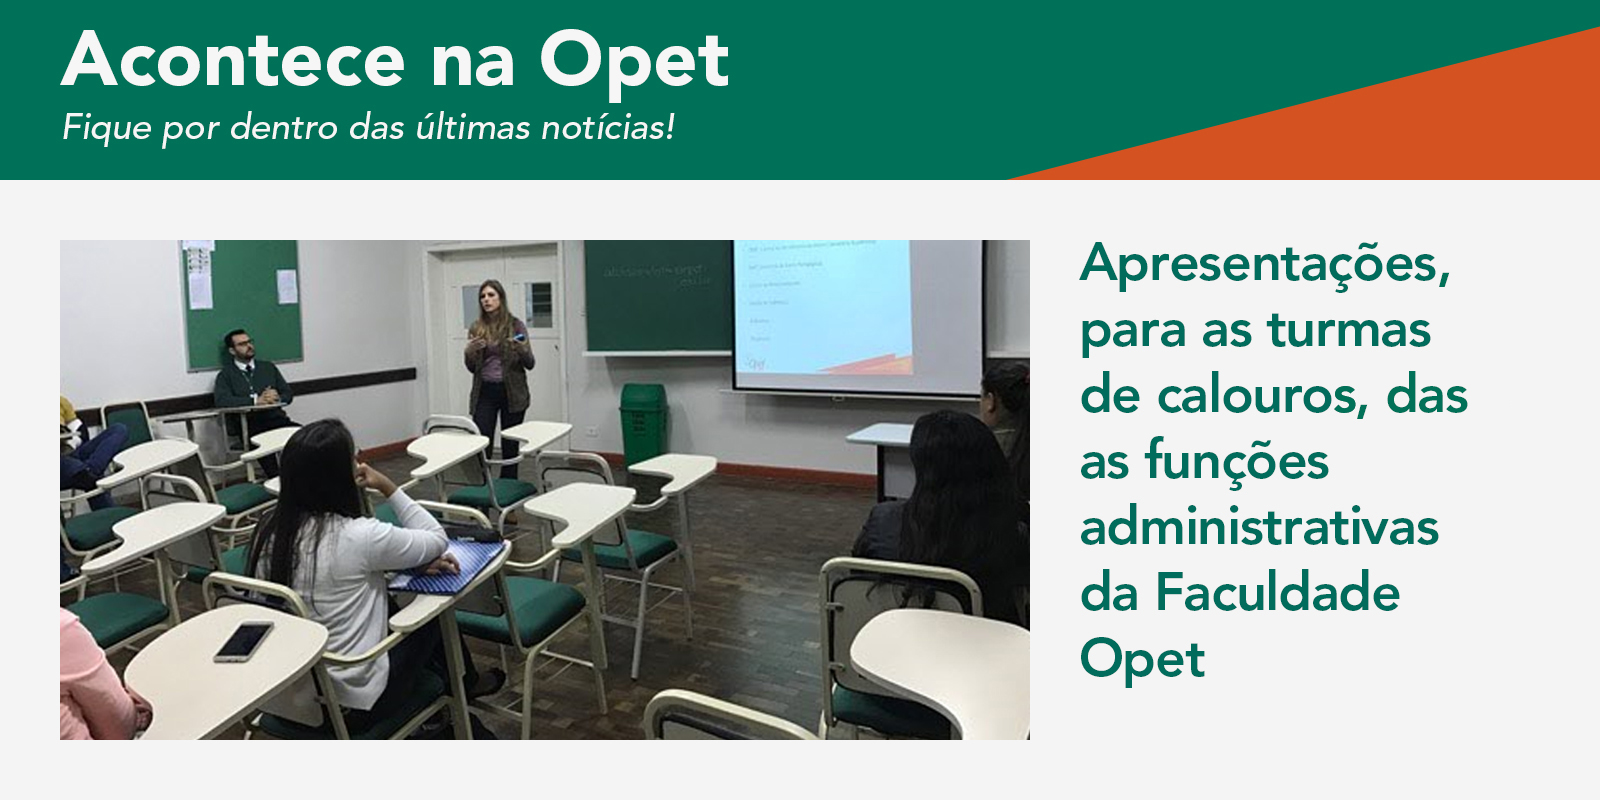 Acontece na Opet
Fique por dentro das últimas notícias!
Apresentações,
para as turmas
de calouros, das
as funções
administrativas
da Faculdade
Opet